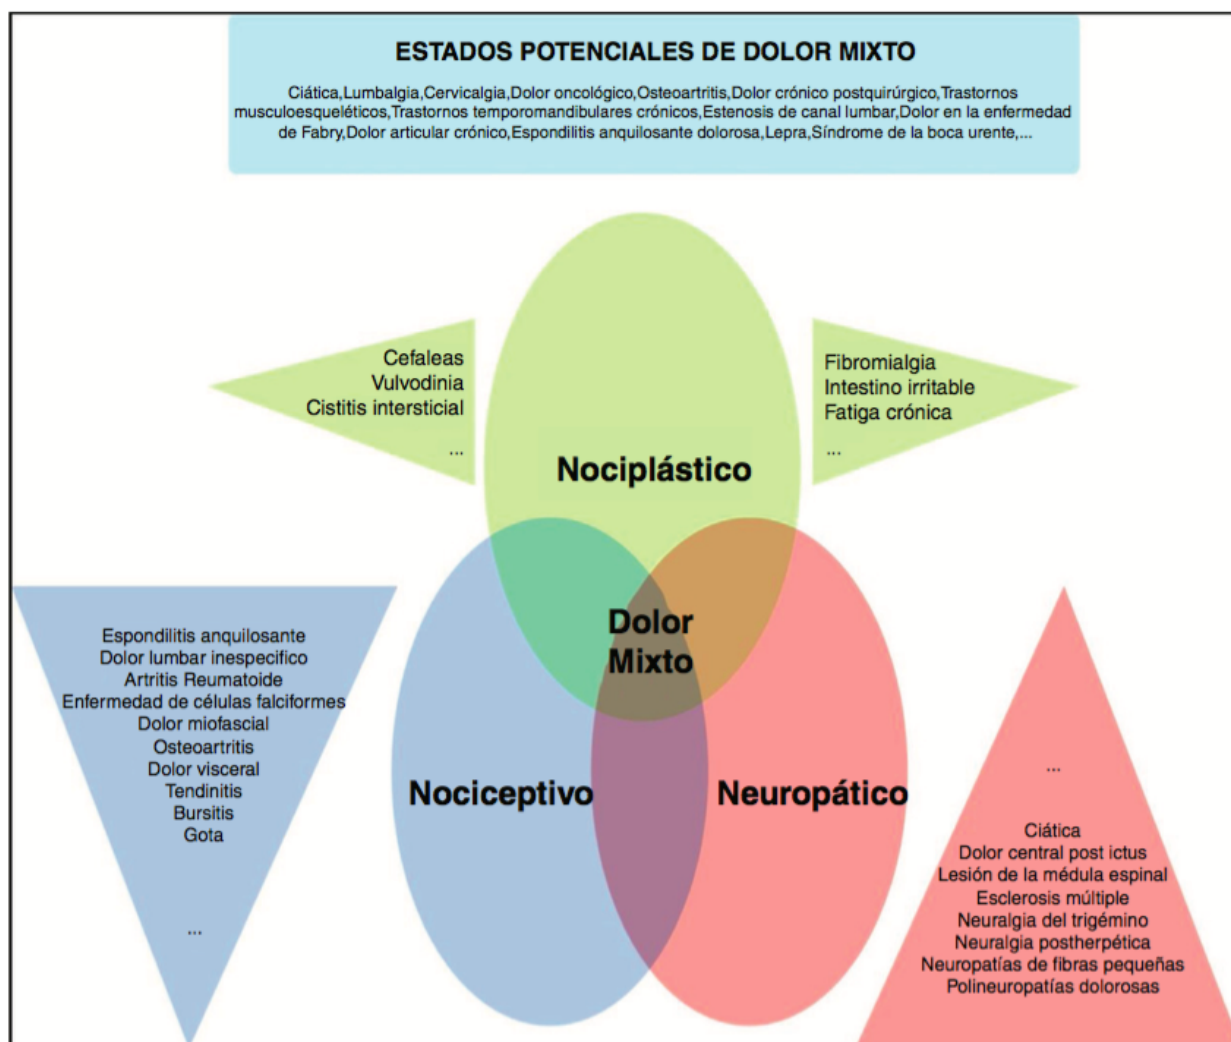 ESTADOS POTENCIALES DE DOLOR MIXTO
Ciática,Lumbalgia,Cervicalgia,Dolor oncológico,Osteoartritis,Dolor crónico postquirúrgico,Trastornos
musculoesqueléticos,Trastornos temporomandibulares crónicos,Estenosis de canal lumbar,Dolor en la enfermedad
de Fabry,Dolor articular crónico,Espondilitis anquilosante dolorosa,Lepra,Síndrome de la boca urente,...
Cefaleas
Vulvodinia
Cistitis intersticial
...
Fibromialgia
Intestino irritable
Fatiga crónica
...
Nociplástico
Dolor
Mixto
Nociceptivo
Neuropático
Espondilitis anquilosante
Dolor lumbar inespecifico
Artritis Reumatoide
Enfermedad de células falciformes
Dolor miofascial
Osteoartritis
Dolor visceral
Tendinitis
Bursitis
Gota
...
...
Ciática
Dolor central post ictus
Lesión de la médula espinal
Esclerosis múltiple
Neuralgia del trigémino
Neuralgia postherpética
Neuropatías de fibras pequeñas
Polineuropatías dolorosas